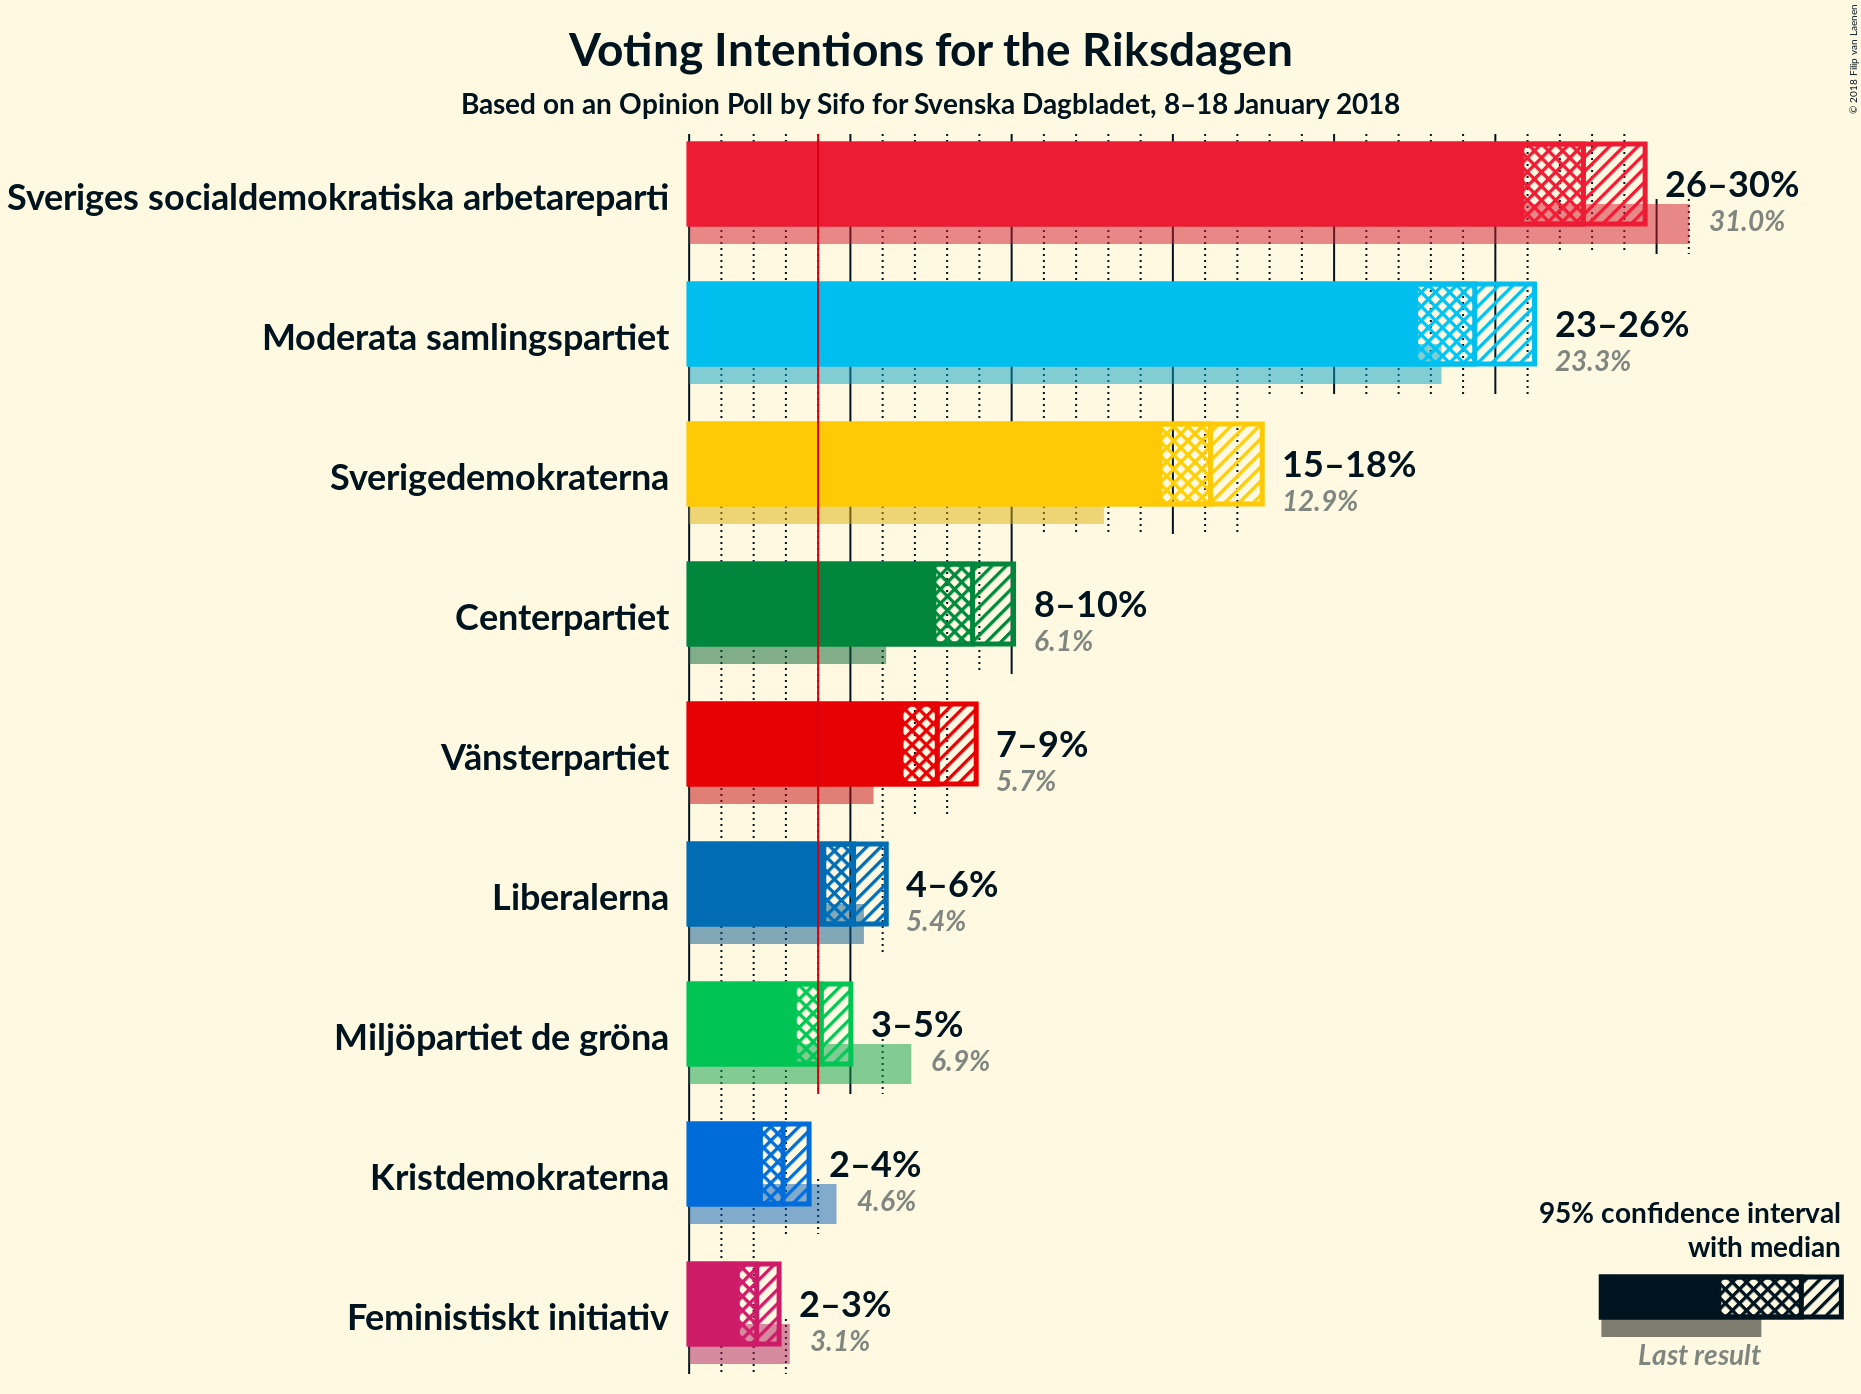 Voting Intentions for the Riksdagen
Based on an Opinion Poll by Sifo for Svenska Dagbladet, 8–18 January 2018
© 2018 Filip van Laenen
Sveriges socialdemokratiska arbetareparti
26–30%
31.0%
Moderata samlingspartiet
23–26%
23.3%
Sverigedemokraterna
15–18%
12.9%
Centerpartiet
8–10%
6.1%
Vänsterpartiet
7–9%
5.7%
Liberalerna
4–6%
5.4%
Miljöpartiet de gröna
3–5%
6.9%
Kristdemokraterna
2–4%
4.6%
Feministiskt initiativ
2–3%
3.1%
95% confidence interval
with median
Last result